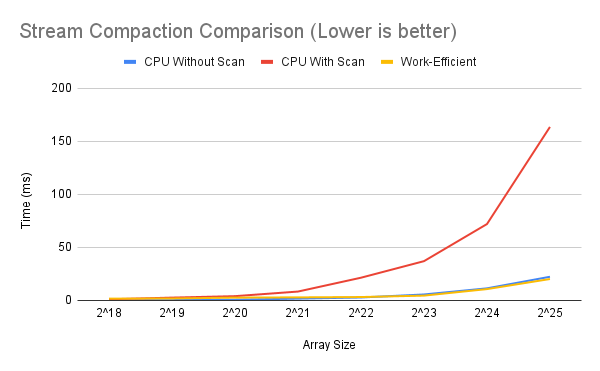 Stream Compaction Comparison (Lower is better)
CPU Without Scan CPU With Scan Work-Efficient
200
150
100
50
0
Time (ms)
2^18 2^19 2^20 2^21 2^22 2^23 2^24 2^25
Array Size